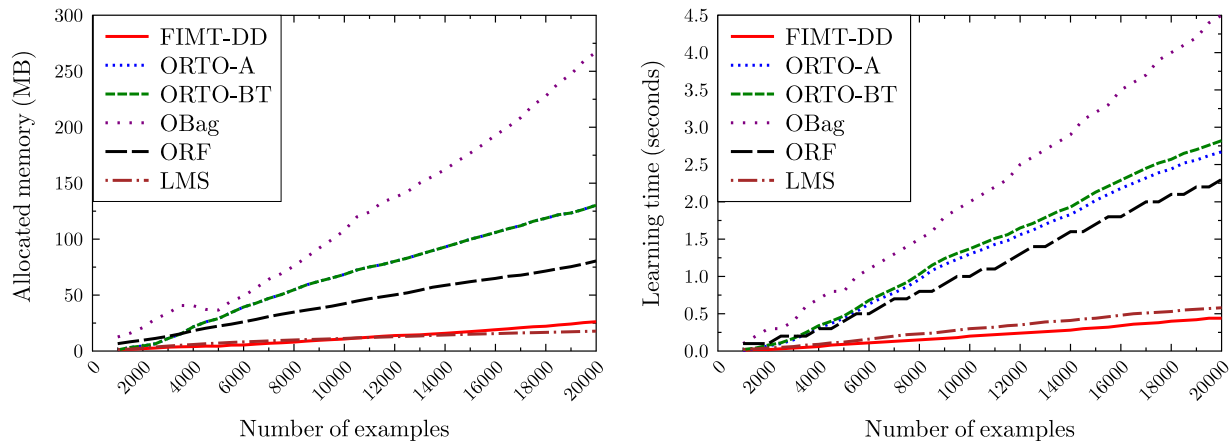 300
250
200
150
100
50
0
Allocated memory (MB)
FIMT-DD
ORTO-A
ORTO-BT
OBag
ORF
LMS
0
2000
4000
6000
8000
10000
12000
14000
16000
18000
20000
Number of examples
4.5
4.0
3.5
3.0
2.5
2.0
1.5
1.0
0.5
0.0
Learning time (seconds)
FIMT-DD
ORTO-A
ORTO-BT
OBag
ORF
LMS
0
2000
4000
6000
8000
10000
12000
14000
16000
18000
20000
Number of examples